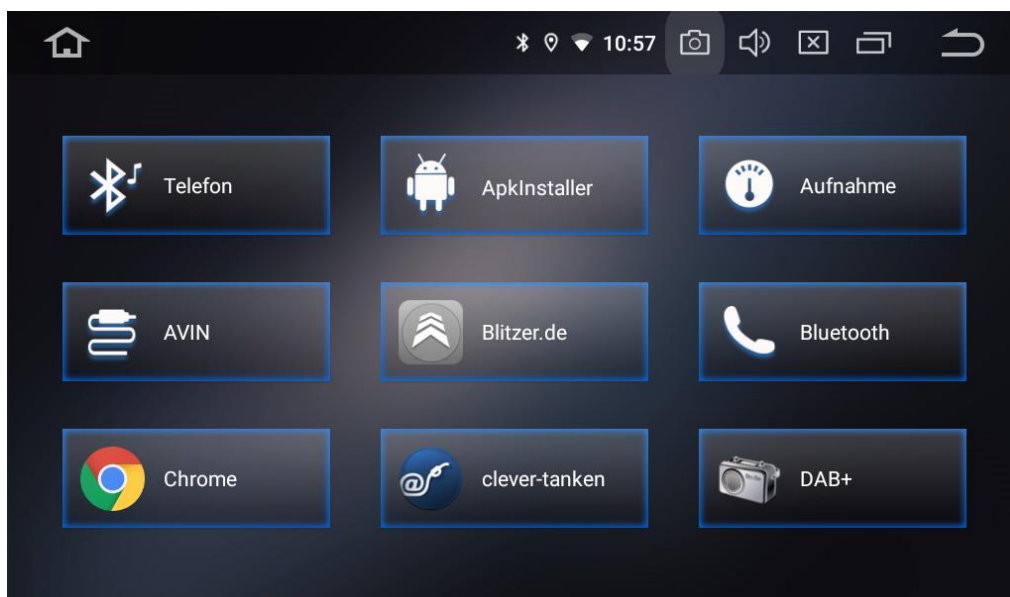 10:57
Telefon
ApkInstaller
Aufnahme
AVIN
Blitzer.de
Bluetooth
Chrome
clever-tanken
DAB+